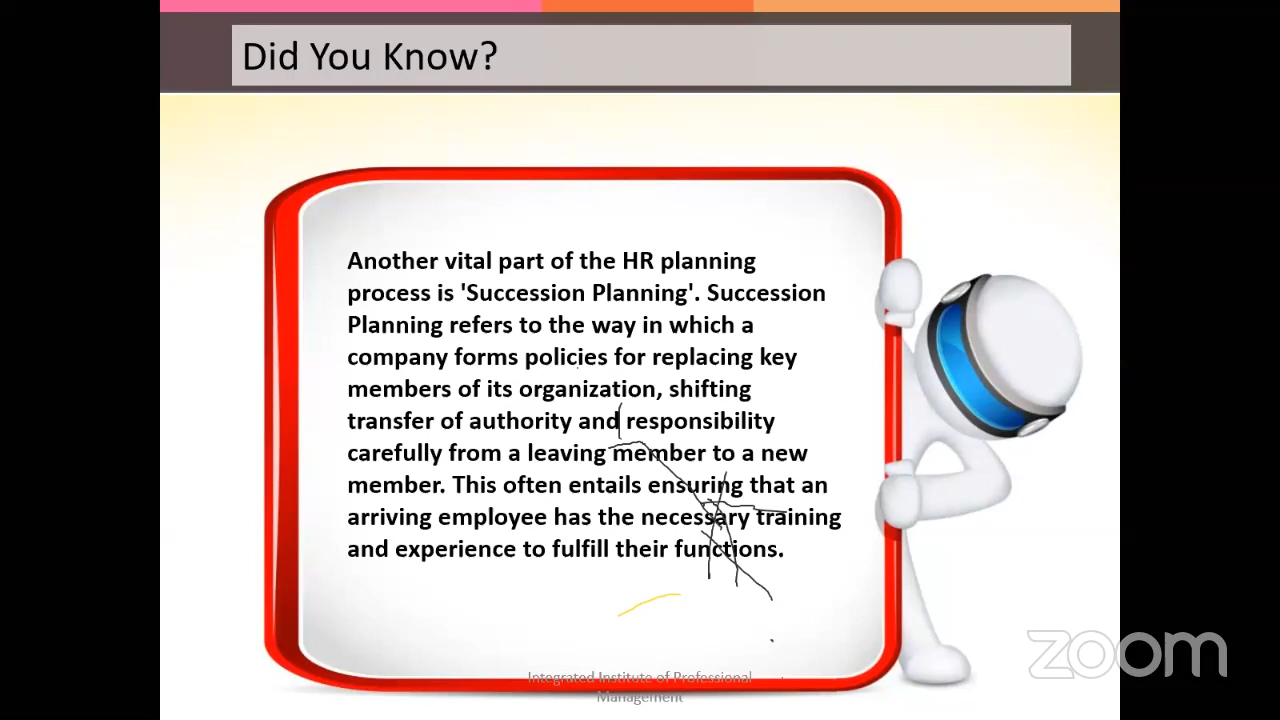 Did You Know?
Another vital part of the HR planning
process is 'Succession Planning'. Succession
Planning refers to the way in which a
company forms policies for replacing key
members of its organization, shifting
transfer of authority and responsibility
carefully from a leaving member to a new
member. This often entails ensuring that an
arriving employee has the necessary training
and experience to fulfill their functions.
Integrated Institute of Professional
Management
zoom